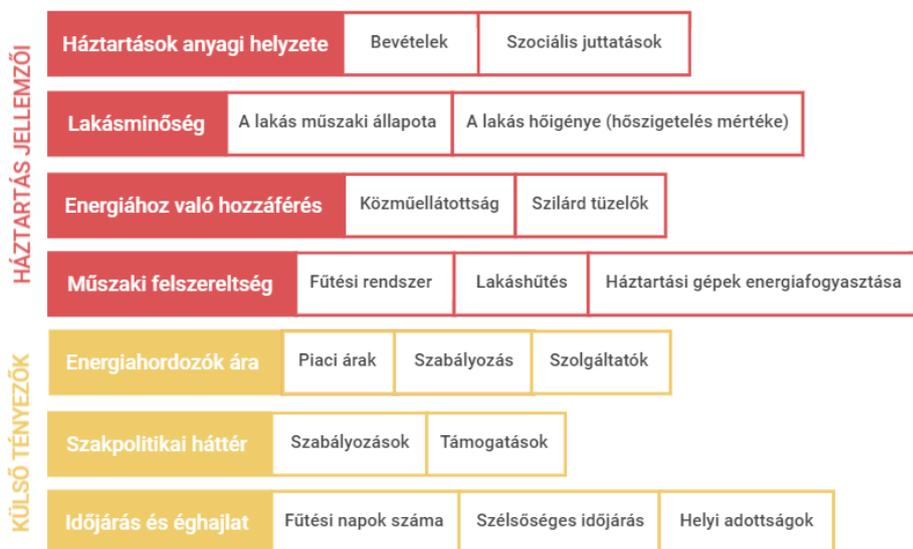 HÁZTARTÁS JELLEMZŐI
Háztartások anyagi helyzete Bevételek Szociális juttatások
Lakásminőség A lakás műszaki állapota A lakás hőigénye (hőszigetelés mértéke)
Energiához való hozzáférés Közműellátottság Szilárd tüzelők
Műszaki felszereltség Fűtési rendszer Lakáshűtés Háztartási gépek energiafogyasztása
KÜLSŐ TÉNYEZŐK
Energiahordozók ára Piaci árak Szabályozás Szolgáltatók
Szakpolitikai háttér Szabályozások Támogatások
Időjárás és éghajlat Fűtési napok száma Szélsőséges időjárás Helyi adottságok